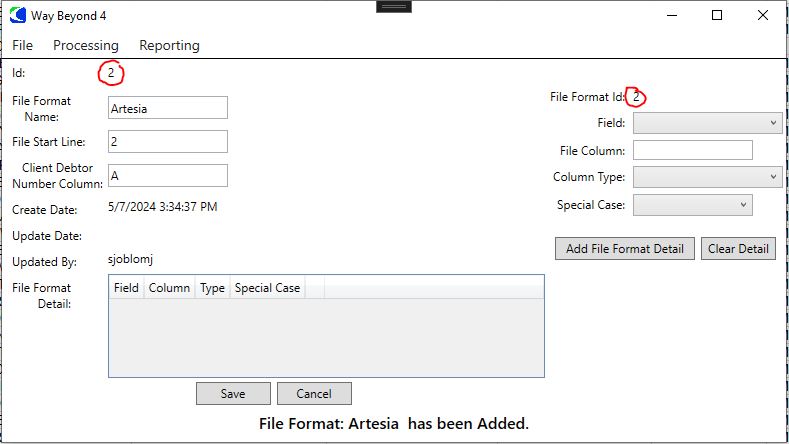 Way Beyond 4
File Processing Reporting
Id: 2
File Format Name: Artesia
File Start Line: 2
Client Debtor Number Column: A
Create Date: 5/7/2024 3:34:37 PM
Update Date:
Updated By: sjoblomj
File Format Detail:
Field Column Type Special Case
Save Cancel
File Format Id: 2
Field:
File Column:
Column Type:
Special Case:
Add File Format Detail Clear Detail
File Format: Artesia has been Added.